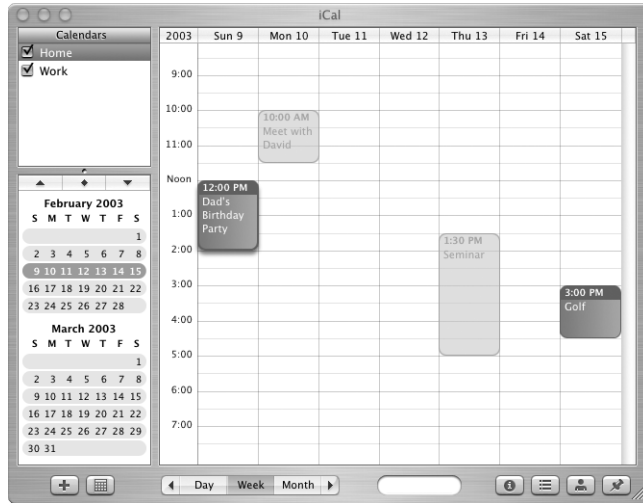 iCal
Calendars
Home
Work
February 2003
S M T W T F S
1
2 3 4 5 6 7 8
9 10 11 12 13 14 15
16 17 18 19 20 21 22
23 24 25 26 27 28
March 2003
S M T W T F S
1
2 3 4 5 6 7 8
9 10 11 12 13 14 15
16 17 18 19 20 21 22
23 24 25 26 27 28 29
30 31
2003 Sun 9 Mon 10 Tue 11 Wed 12 Thu 13 Fri 14 Sat 15
9:00
10:00
10:00 AM
Meet with
David
11:00
Noon
12:00 PM
Dad's
Birthday
Party
1:00
1:30 PM
Seminar
2:00
3:00
3:00 PM
Golf
4:00
5:00
6:00
7:00
Day Week Month